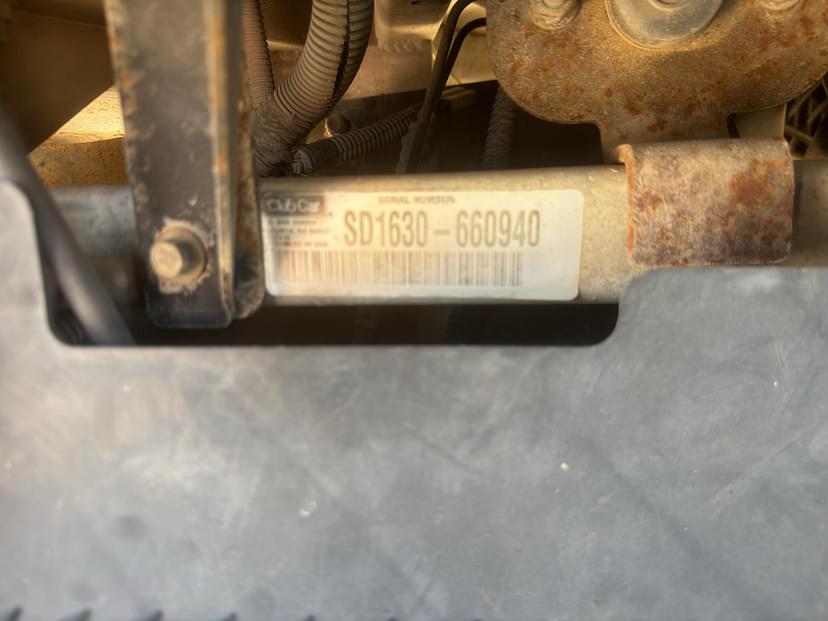 Club Car
SERIAL NUMBER
SD1630-660940